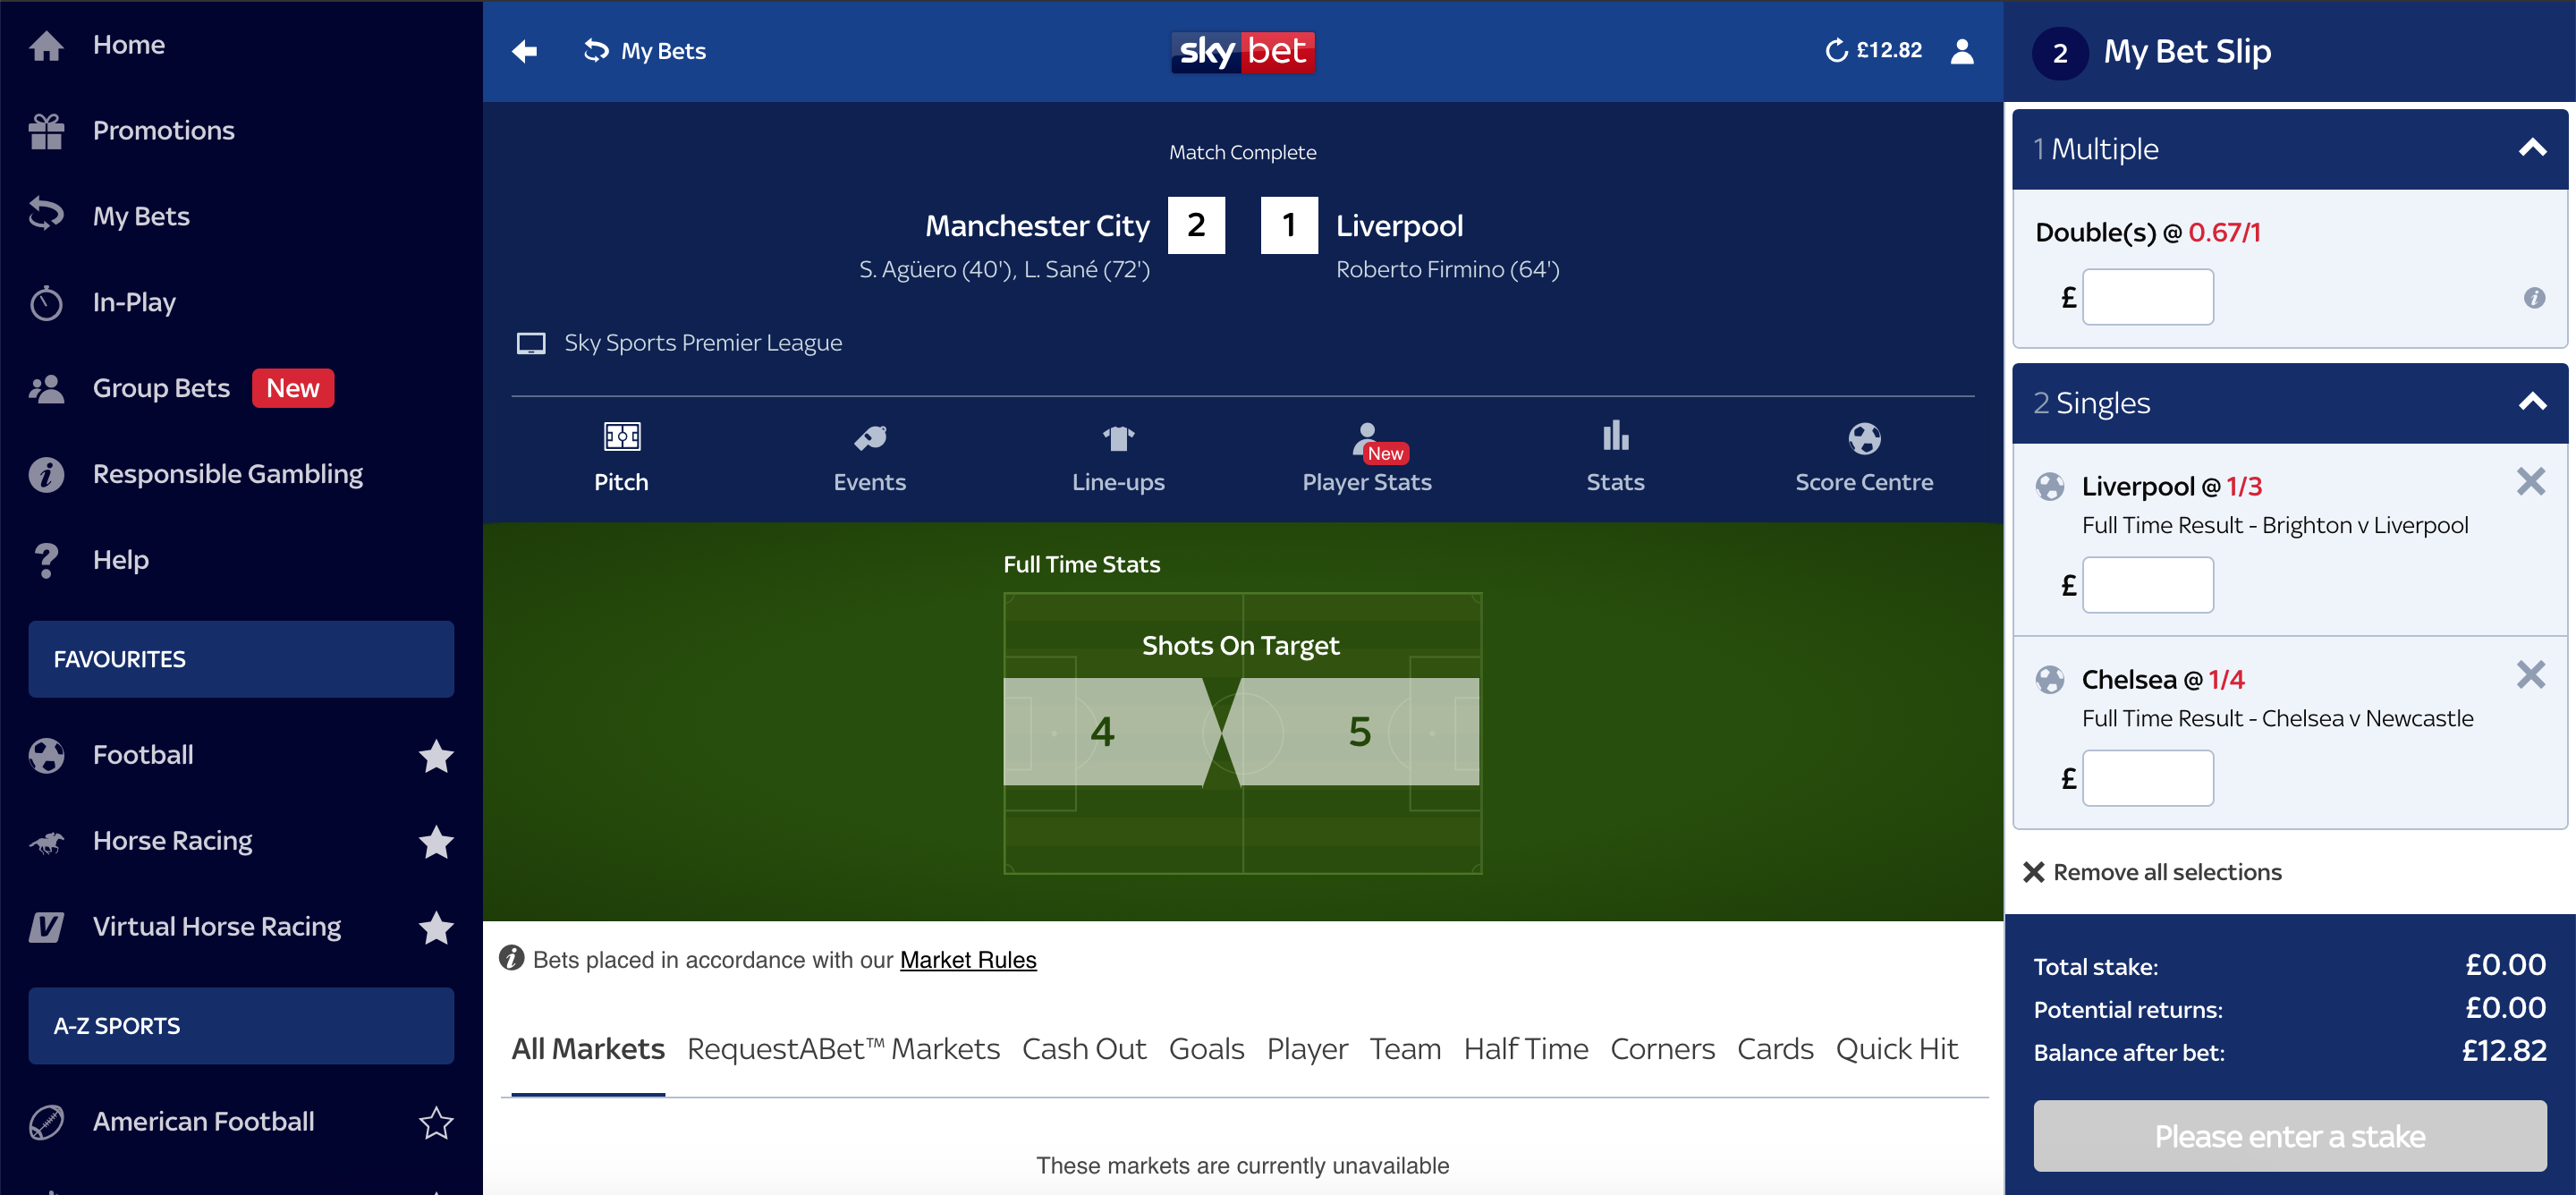 Home
Promotions
My Bets
In-Play
Group Bets New
Responsible Gambling
Help
FAVOURITES
Football
Horse Racing
Virtual Horse Racing
A-Z SPORTS
American Football
My Bets
sky bet
£12.82
Match Complete
Manchester City 2 1 Liverpool
S. Agüero (40'), L. Sané (72') Roberto Firmino (64')
Sky Sports Premier League
New
Pitch Events Line-ups Player Stats Stats Score Centre
Full Time Stats
Shots On Target
4 5
Bets placed in accordance with our Market Rules
All Markets RequestABet™ Markets Cash Out Goals Player Team Half Time Corners Cards Quick Hit
These markets are currently unavailable
2 My Bet Slip
1 Multiple
Double(s) @ 0.67/1
£
2 Singles
Liverpool @ 1/3
Full Time Result - Brighton v Liverpool
£
Chelsea @ 1/4
Full Time Result - Chelsea v Newcastle
£
Remove all selections
Total stake: £0.00
Potential returns: £0.00
Balance after bet: £12.82
Please enter a stake